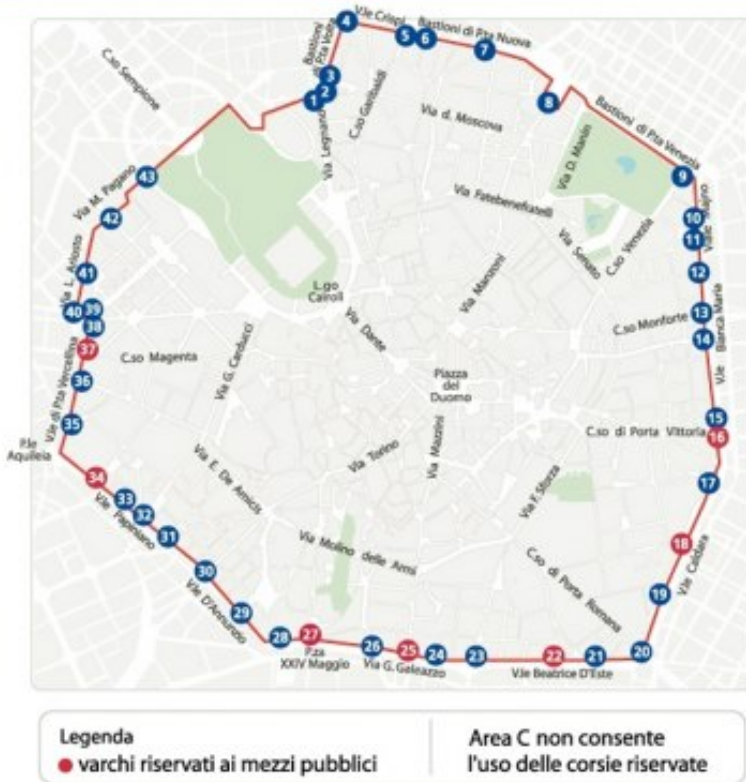 4
V.le Crispi
5
6
Bastioni di P.ta Nuova
7
Bastioni
di P.ta Volta
3
2
1
8
C.so Sempione
Via Legnano
C.so Garibaldi
Via d. Moscova
Bastioni di P.ta Venezia
Via D. Manin
9
43
Via M. Pagano
42
Via Fatebenefratelli
10
11
Viale Majno
Via Senato
C.so Venezia
41
Via L. Ariosto
12
L.go
Cairoli
Via Manzoni
40
39
38
13
C.so Monforte
14
V.le Bianca Maria
Via Dante
37
C.so Magenta
Via G. Carducci
36
V.le di P.ta Vercellina
Piazza
del
Duomo
35
15
C.so di Porta Vittoria
16
P.le
Aquileia
Via Torino
Via Mazzini
34
Via E. De Amicis
Via F. Sforza
17
33
32
V.le Papiniano
31
Via Molino delle Armi
18
C.so di Porta Romana
V.le Caldara
30
19
29
V.le D'Annunzio
28
27
P.za
XXIV Maggio
26
Via G. Galeazzo
25
24
23
22
V.le Beatrice D'Este
21
20
Legenda
varchi riservati ai mezzi pubblici
Area C non consente
l'uso delle corsie riservate